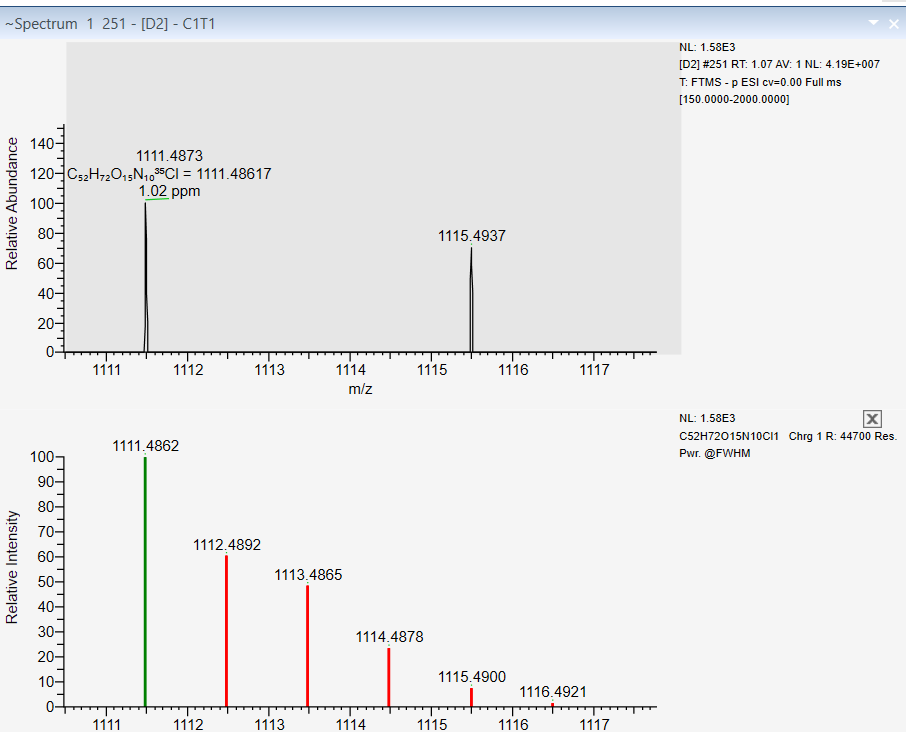 ~Spectrum 1 251 - [D2] - C1T1
NL: 1.58E3
[D2] #251 RT: 1.07 AV: 1 NL: 4.19E+007
T: FTMS - p ESI cv=0.00 Full ms
[150.0000-2000.0000]
Relative Abundance
140
120
100
80
60
40
20
0
1111.4873
C₅₂H₇₂O₁₅N₁₀³⁵Cl = 1111.48617
1.02 ppm
1115.4937
1111 1112 1113 1114 1115 1116 1117
m/z
NL: 1.58E3
C52H72O15N10Cl1 Chrg 1 R: 44700 Res.
Pwr. @FWHM
X
Relative Intensity
100
90
80
70
60
50
40
30
20
10
0
1111.4862
1112.4892
1113.4865
1114.4878
1115.4900
1116.4921
1111 1112 1113 1114 1115 1116 1117